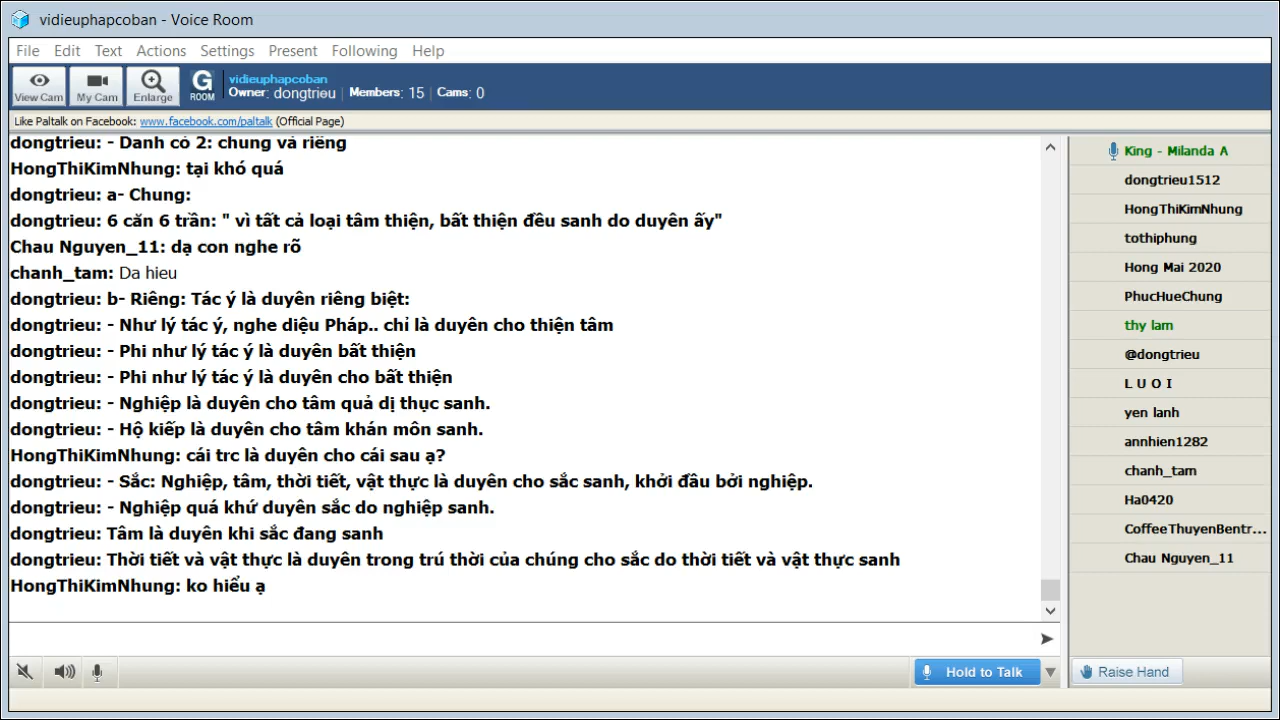 vidieuphapcoban - Voice Room
File Edit Text Actions Settings Present Following Help
View Cam My Cam Enlarge G ROOM
vidieuphapcoban
Owner: dongtrieu | Members: 15 | Cams: 0
Like Paltalk on Facebook: www.facebook.com/paltalk (Official Page)
dongtrieu: - Danh có 2: chung và riêng
HongThiKimNhung: tại khó quá
dongtrieu: a- Chung:
dongtrieu: 6 căn 6 trần: " vì tất cả loại tâm thiện, bất thiện đều sanh do duyên ấy"
Chau Nguyen_11: dạ con nghe rõ
chanh_tam: Da hieu
dongtrieu: b- Riêng: Tác ý là duyên riêng biệt:
dongtrieu: - Như lý tác ý, nghe diệu Pháp.. chỉ là duyên cho thiện tâm
dongtrieu: - Phi như lý tác ý là duyên bất thiện
dongtrieu: - Phi như lý tác ý là duyên cho bất thiện
dongtrieu: - Nghiệp là duyên cho tâm quả dị thục sanh.
dongtrieu: - Hộ kiếp là duyên cho tâm khán môn sanh.
HongThiKimNhung: cái trc là duyên cho cái sau ạ?
dongtrieu: - Sắc: Nghiệp, tâm, thời tiết, vật thực là duyên cho sắc sanh, khởi đầu bởi nghiệp.
dongtrieu: - Nghiệp quá khứ duyên sắc do nghiệp sanh.
dongtrieu: Tâm là duyên khi sắc đang sanh
dongtrieu: Thời tiết và vật thực là duyên trong trú thời của chúng cho sắc do thời tiết và vật thực sanh
HongThiKimNhung: ko hiểu ạ
King - Milanda A
dongtrieu1512
HongThiKimNhung
tothiphung
Hong Mai 2020
PhucHueChung
thy lam
@dongtrieu
L U O I
yen lanh
annhien1282
chanh_tam
Ha0420
CoffeeThuyenBentr...
Chau Nguyen_11
Hold to Talk
Raise Hand